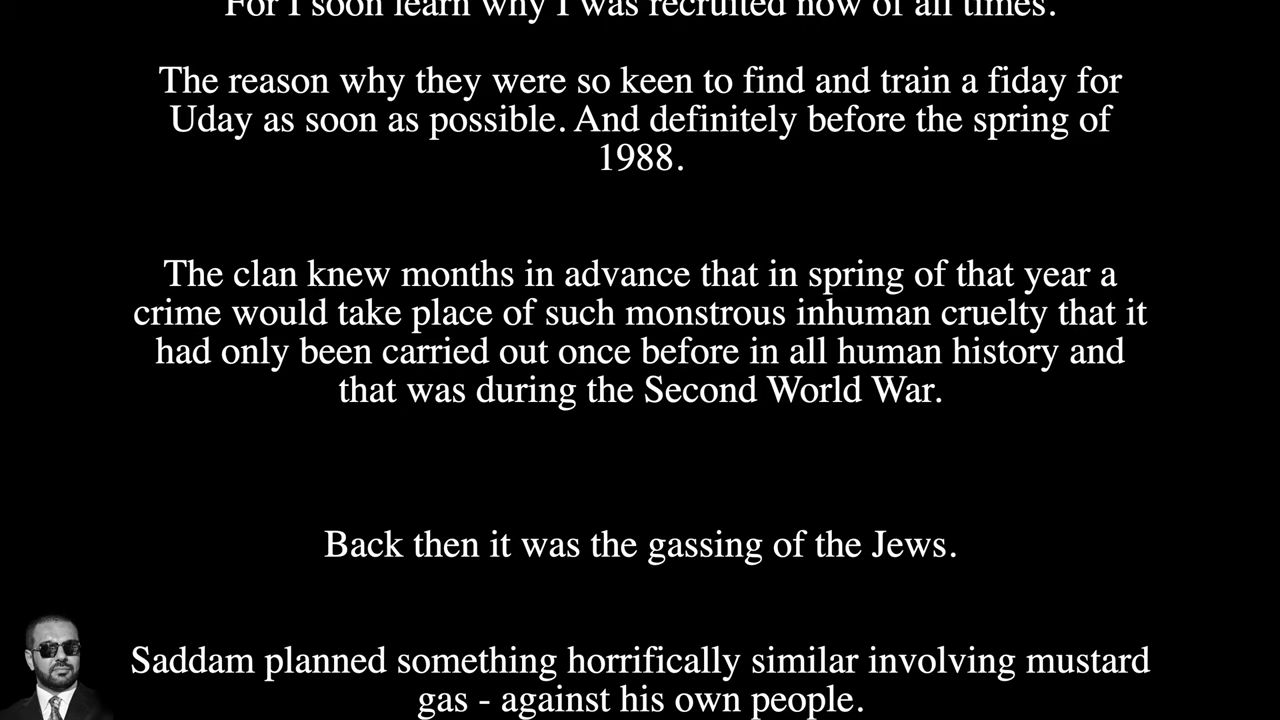 For I soon learn why I was recruited now of all times.
The reason why they were so keen to find and train a fiday for
Uday as soon as possible. And definitely before the spring of
1988.
The clan knew months in advance that in spring of that year a
crime would take place of such monstrous inhuman cruelty that it
had only been carried out once before in all human history and
that was during the Second World War.
Back then it was the gassing of the Jews.
Saddam planned something horrifically similar involving mustard
gas - against his own people.